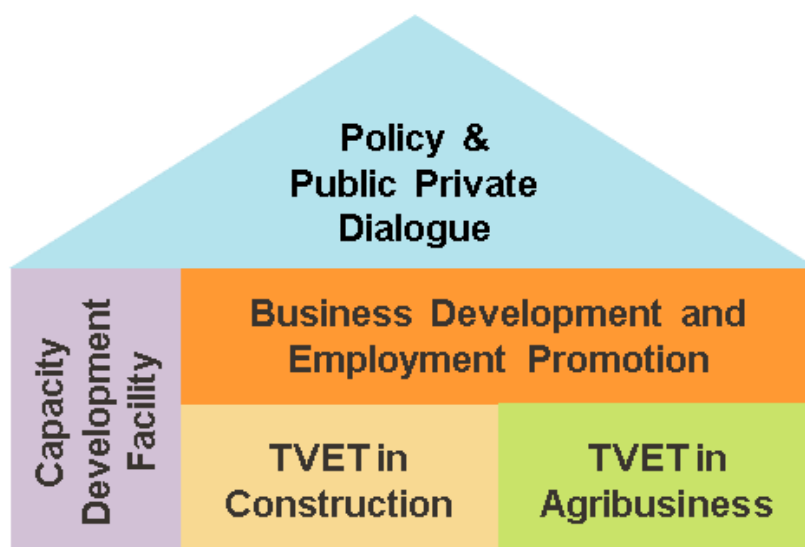 Policy &
Public Private
Dialogue
Capacity
Development
Facility
Business Development and
Employment Promotion
TVET in
Construction
TVET in
Agribusiness